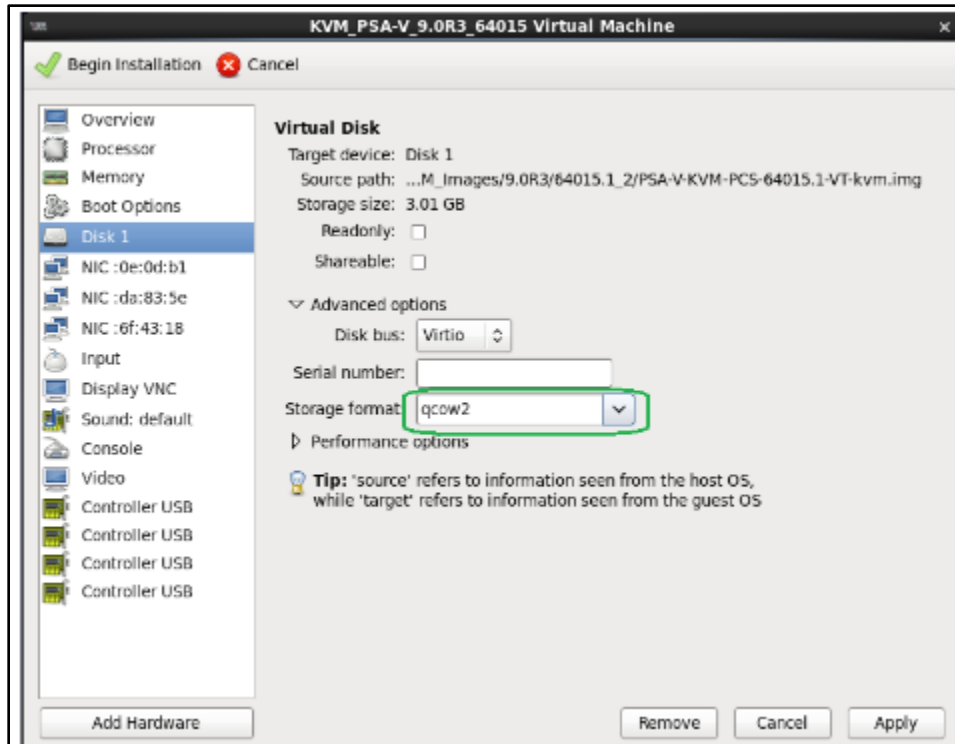 KVM_PSA-V_9.0R3_64015 Virtual Machine
Begin Installation
Cancel
Overview
Processor
Memory
Boot Options
Disk 1
NIC :0e:0d:b1
NIC :da:83:5e
NIC :6f:43:18
Input
Display VNC
Sound: default
Console
Video
Controller USB
Controller USB
Controller USB
Controller USB
Add Hardware
Virtual Disk
Target device: Disk 1
Source path: ...M_Images/9.0R3/64015.1_2/PSA-V-KVM-PCS-64015.1-VT-kvm.img
Storage size: 3.01 GB
Readonly:
Shareable:
Advanced options
Disk bus: Virtio
Serial number:
Storage format: qcow2
Performance options
Tip: 'source' refers to information seen from the host OS,
while 'target' refers to information seen from the guest OS
Remove
Cancel
Apply